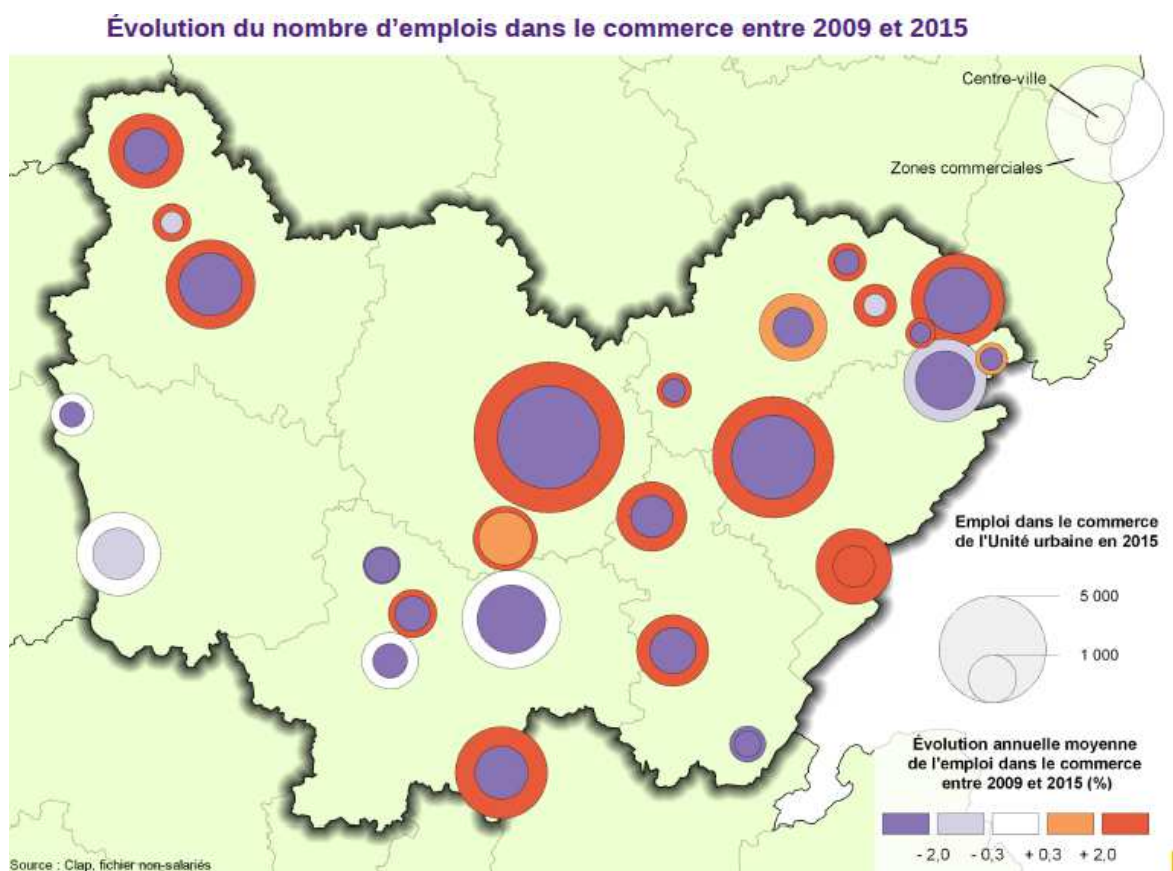 Évolution du nombre d'emplois dans le commerce entre 2009 et 2015
Centre-ville
Zones commerciales
Emploi dans le commerce
de l'Unité urbaine en 2015
5 000
1 000
Évolution annuelle moyenne
de l'emploi dans le commerce
entre 2009 et 2015 (%)
- 2,0 - 0,3 + 0,3 + 2,0
Source : Clap, fichier non-salariés